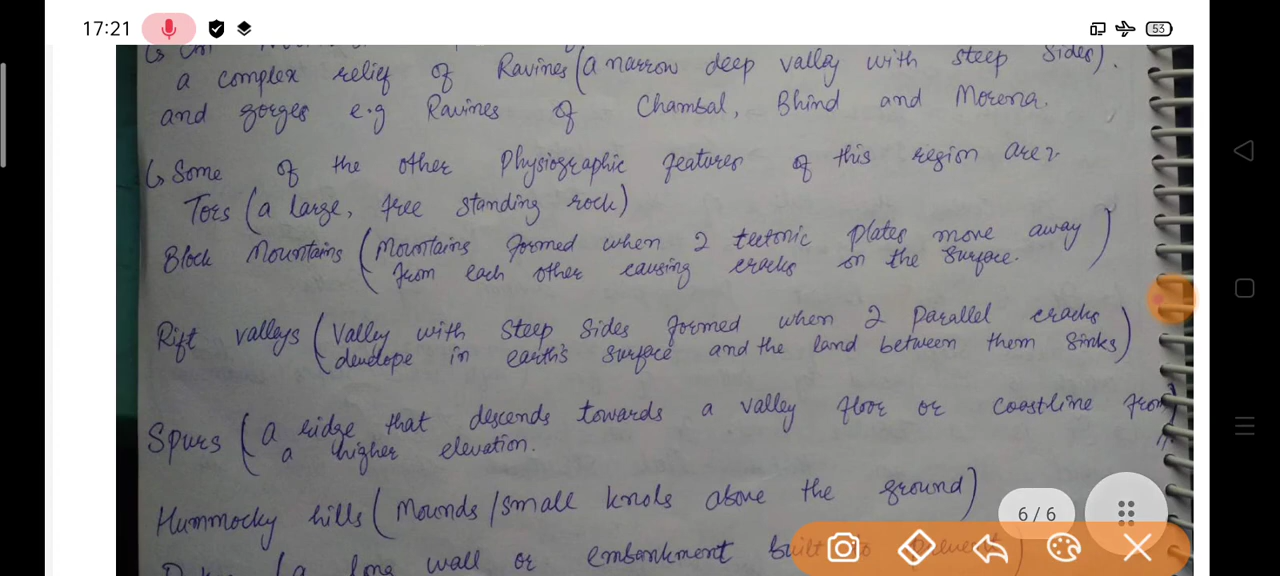 17:21
53
a complex relief of Ravines (a narrow deep valley with steep sides).
and gorges e.g Ravines of Chambal, Bhind and Morena.
↳ Some of the other Physiographic features of this region are:-
Tors (a large, free standing rock)
Block Mountains (Mountains formed when 2 tectonic plates move away
from each other causing cracks on the surface.)
Rift valleys (Valley with steep sides formed when 2 parallel cracks
develope in earth's surface and the land between them sinks)
Spurs (a ridge that descends towards a valley floor or coastline from
a higher elevation.
Hummocky hills (Mounds/small knols above the ground)
6 / 6
(a long wall or embankment built to prevent)